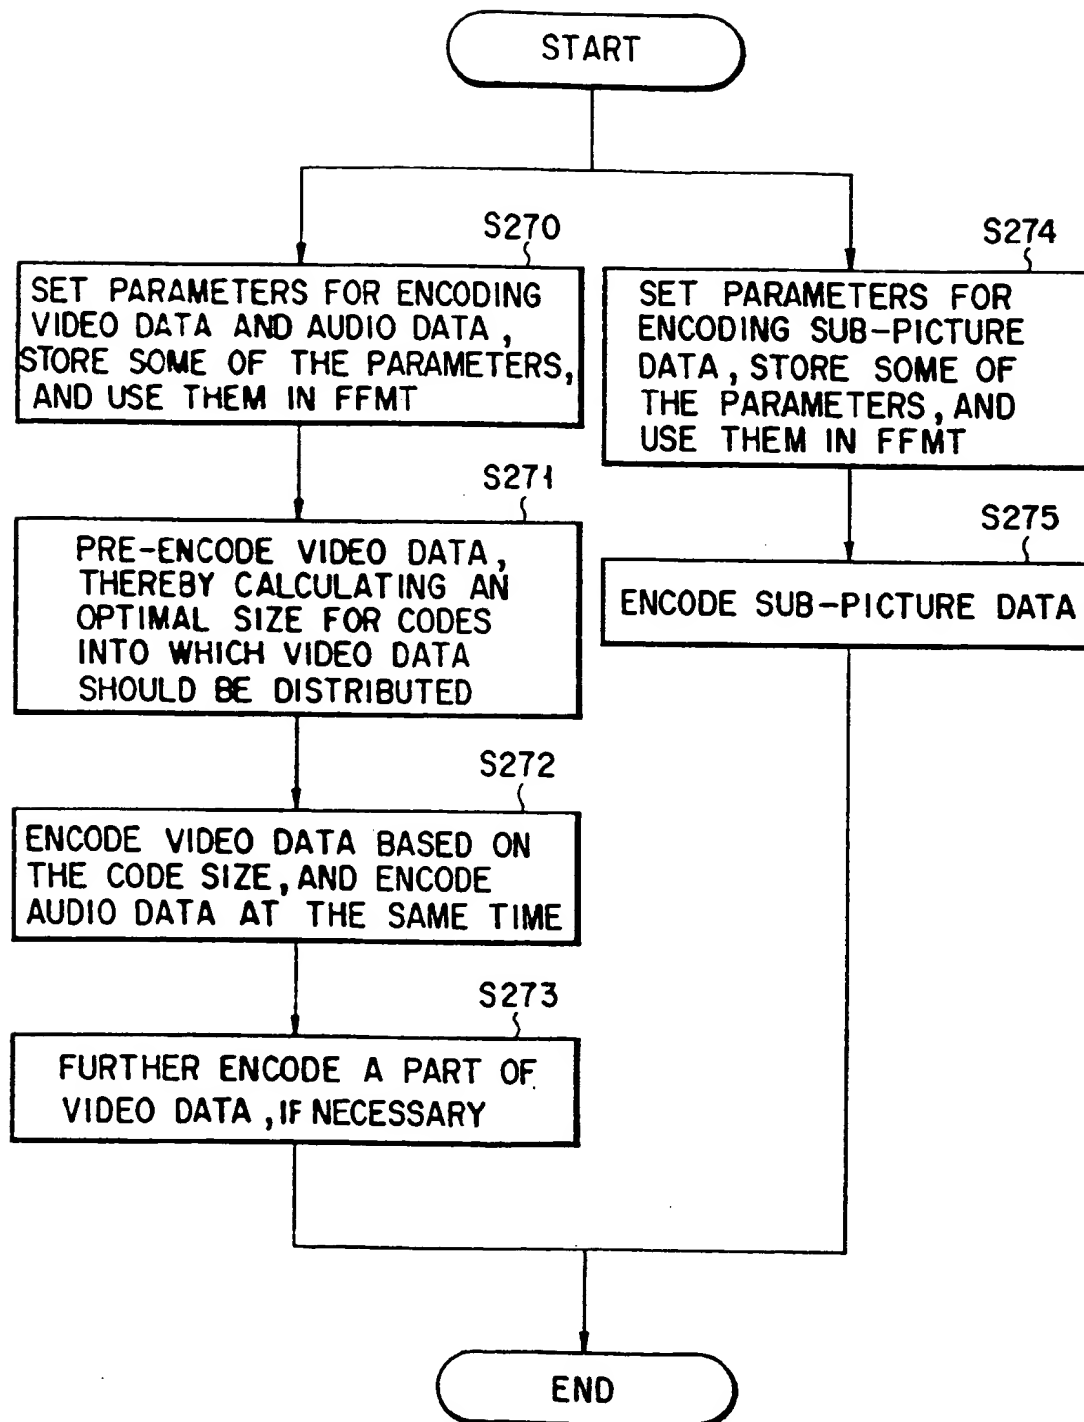 START
S270
SET PARAMETERS FOR ENCODING
VIDEO DATA AND AUDIO DATA,
STORE SOME OF THE PARAMETERS,
AND USE THEM IN FFMT
S271
PRE-ENCODE VIDEO DATA,
THEREBY CALCULATING AN
OPTIMAL SIZE FOR CODES
INTO WHICH VIDEO DATA
SHOULD BE DISTRIBUTED
S272
ENCODE VIDEO DATA BASED ON
THE CODE SIZE, AND ENCODE
AUDIO DATA AT THE SAME TIME
S273
FURTHER ENCODE A PART OF
VIDEO DATA, IF NECESSARY
S274
SET PARAMETERS FOR
ENCODING SUB-PICTURE
DATA, STORE SOME OF
THE PARAMETERS, AND
USE THEM IN FFMT
S275
ENCODE SUB-PICTURE DATA
END